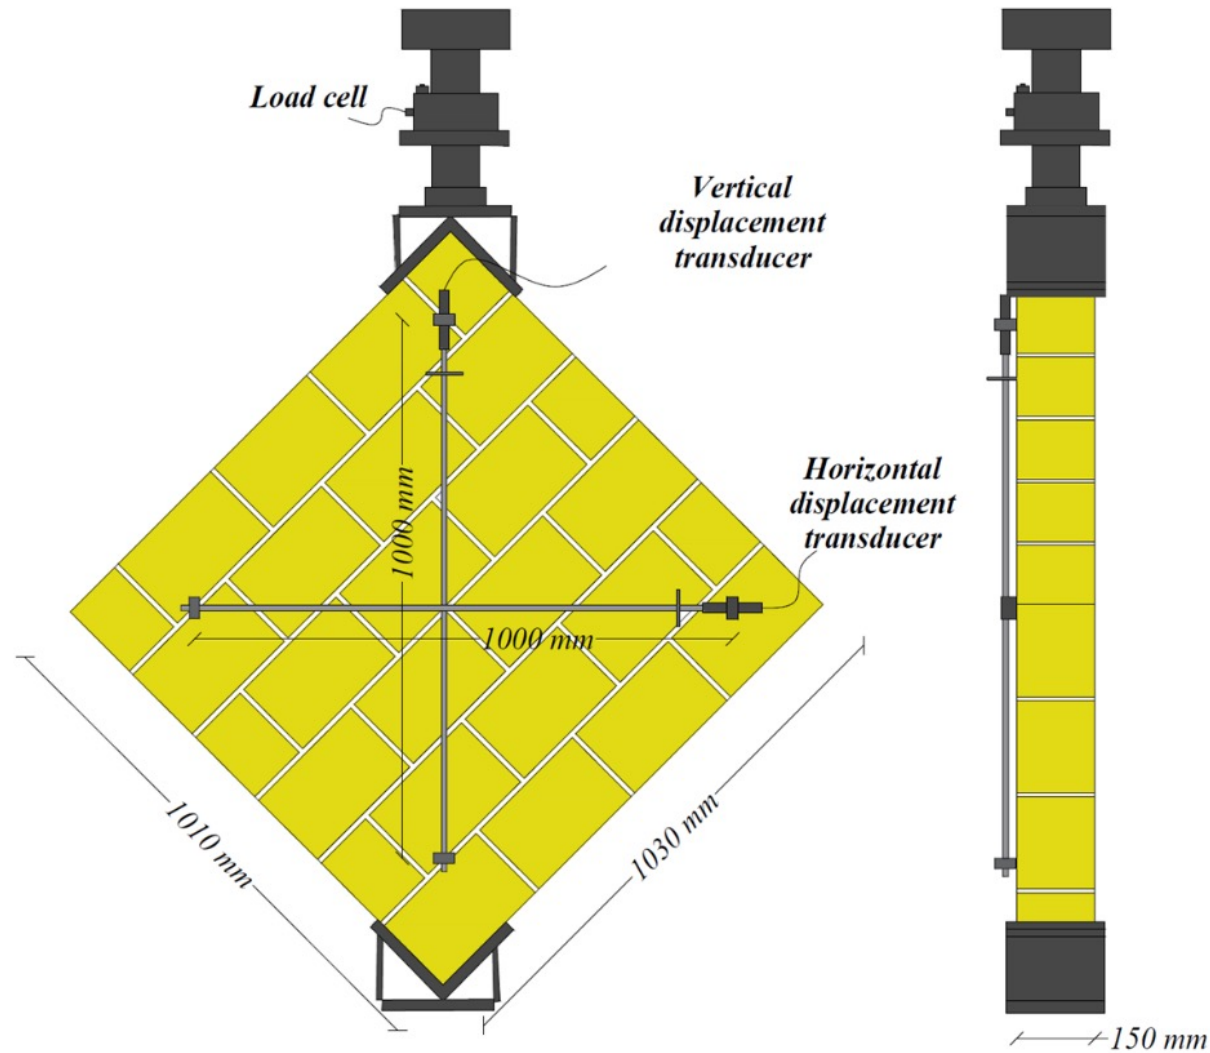 Load cell
Vertical
displacement
transducer
Horizontal
displacement
transducer
1000 mm
1000 mm
1010 mm
1030 mm
150 mm